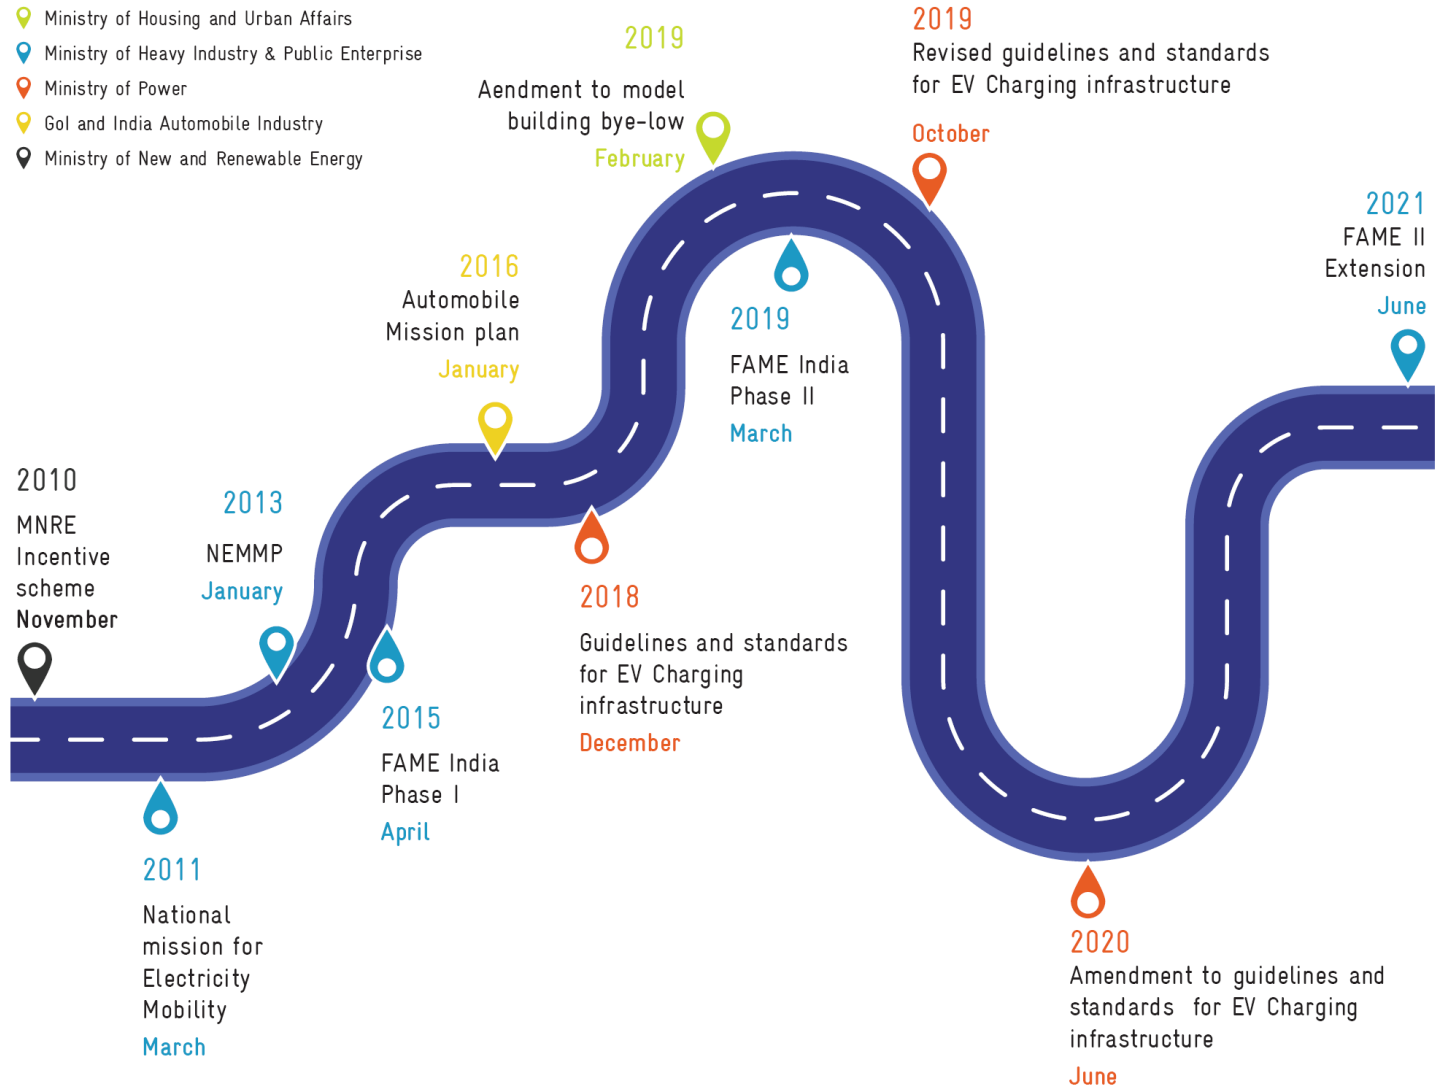 Ministry of Housing and Urban Affairs
Ministry of Heavy Industry & Public Enterprise
Ministry of Power
GoI and India Automobile Industry
Ministry of New and Renewable Energy
2010
MNRE
Incentive
scheme
November
2011
National
mission for
Electricity
Mobility
March
2013
NEMMP
January
2015
FAME India
Phase I
April
2016
Automobile
Mission plan
January
2018
Guidelines and standards
for EV Charging
infrastructure
December
2019
Aendment to model
building bye-low
February
2019
FAME India
Phase II
March
2019
Revised guidelines and standards
for EV Charging infrastructure
October
2020
Amendment to guidelines and
standards for EV Charging
infrastructure
June
2021
FAME II
Extension
June